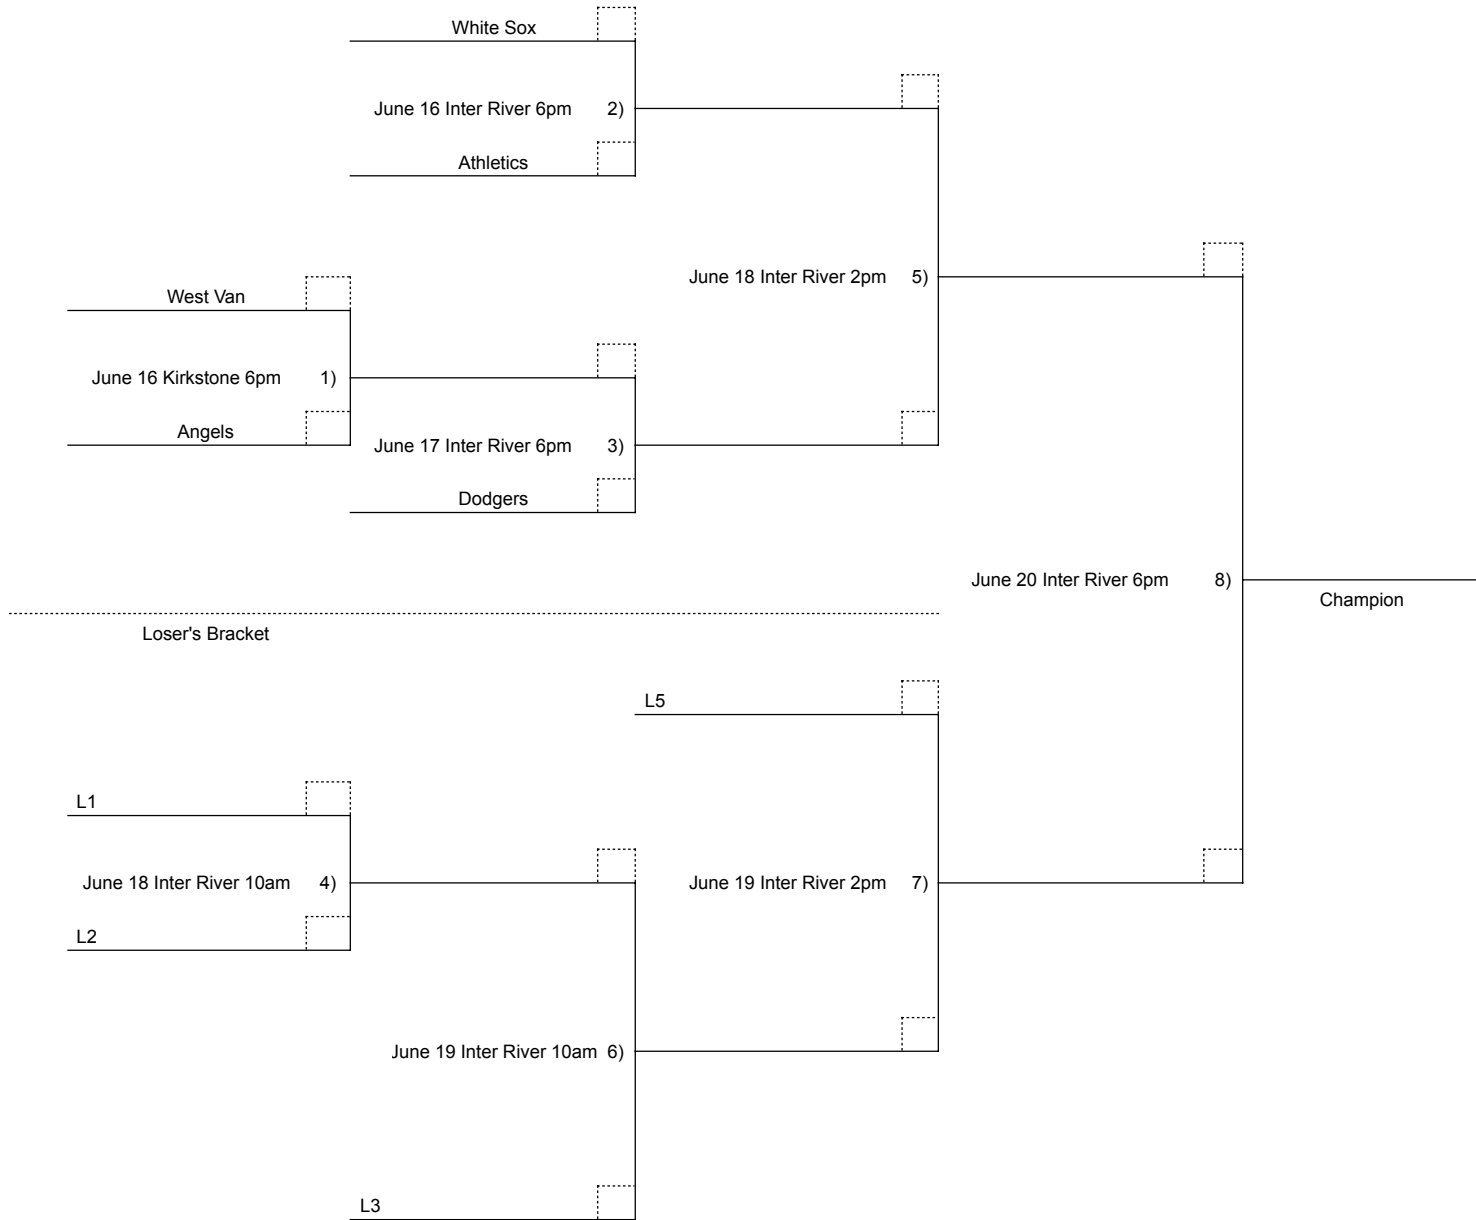 White Sox
June 16 Inter River 6pm 2)
Athletics
June 18 Inter River 2pm 5)
West Van
June 16 Kirkstone 6pm 1)
Angels
June 17 Inter River 6pm 3)
Dodgers
June 20 Inter River 6pm 8)
Champion
Loser's Bracket
L5
L1
June 18 Inter River 10am 4)
June 19 Inter River 2pm 7)
L2
June 19 Inter River 10am 6)
L3